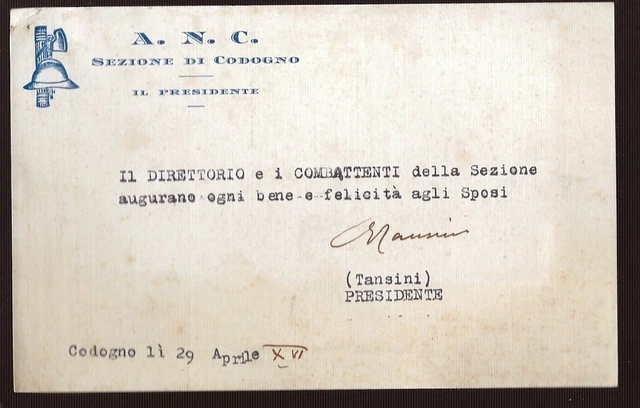 A. N. C.
SEZIONE DI CODOGNO
IL PRESIDENTE
Il DIRETTORIO e i COMBATTENTI della Sezione
augurano ogni bene e felicità agli Sposi
Tansini
(Tansini)
PRESIDENTE
Codogno lì 29 Aprile XVI